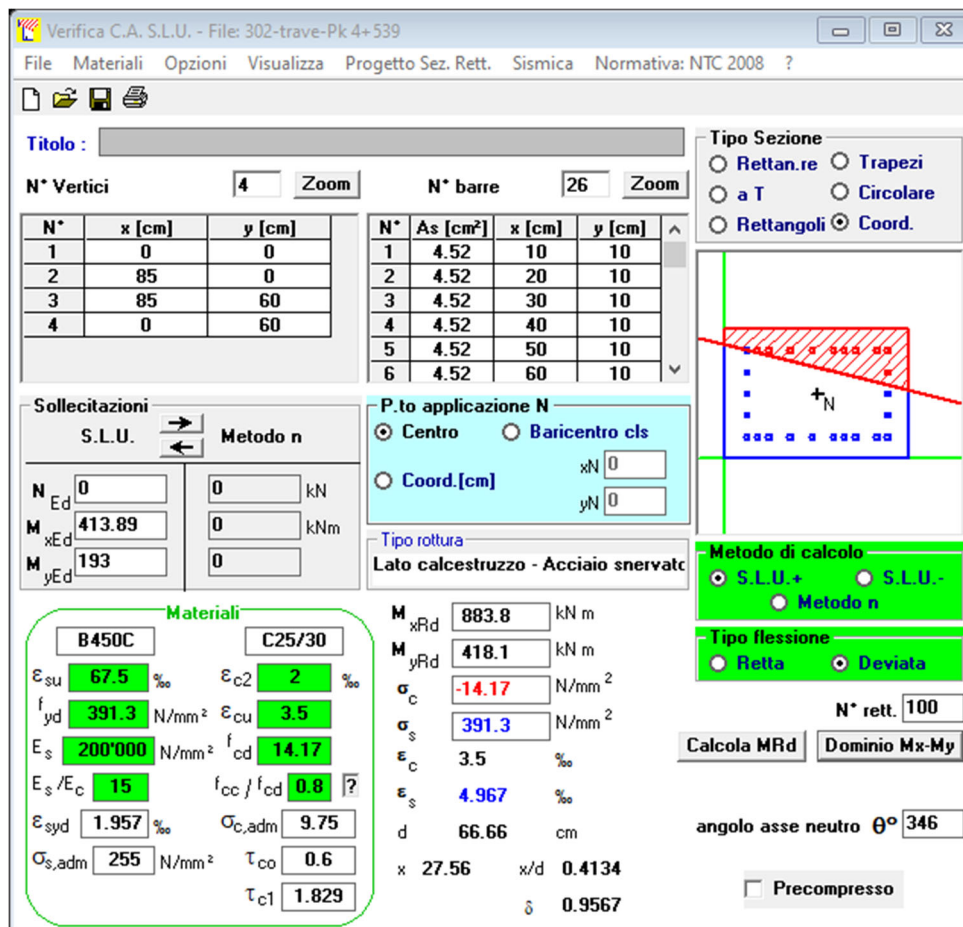 Verifica C.A. S.L.U. - File: 302-trave-Pk 4+539
File Materiali Opzioni Visualizza Progetto Sez. Rett. Sismica Normativa: NTC 2008 ?
Titolo :
N* Vertici 4 Zoom N* barre 26 Zoom
N* x [cm] y [cm]
1 0 0
2 85 0
3 85 60
4 0 60
N* As [cm²] x [cm] y [cm]
1 4.52 10 10
2 4.52 20 10
3 4.52 30 10
4 4.52 40 10
5 4.52 50 10
6 4.52 60 10
Tipo Sezione
Rettan.re Trapezi
a T Circolare
Rettangoli Coord.
N
Sollecitazioni
S.L.U. Metodo n
N Ed 0 0 kN
M xEd 413.89 0 kNm
M yEd 193 0
P.to applicazione N
Centro Baricentro cls
Coord.[cm] xN 0
yN 0
Tipo rottura
Lato calcestruzzo - Acciaio snervato
Metodo di calcolo
S.L.U.+ S.L.U.-
Metodo n
Tipo flessione
Retta Deviata
N* rett. 100
Calcola MRd Dominio Mx-My
angolo asse neutro θ° 346
Precompresso
Materiali
B450C C25/30
εsu 67.5 ‰ εc2 2 ‰
fyd 391.3 N/mm² εcu 3.5
Es 200'000 N/mm² fcd 14.17
Es/Ec 15 fcc / fcd 0.8 ?
εsyd 1.957 ‰ σc,adm 9.75
σs,adm 255 N/mm² τco 0.6
τc1 1.829
M xRd 883.8 kN m
M yRd 418.1 kN m
σc -14.17 N/mm²
σs 391.3 N/mm²
εc 3.5 ‰
εs 4.967 ‰
d 66.66 cm
x 27.56 x/d 0.4134
δ 0.9567